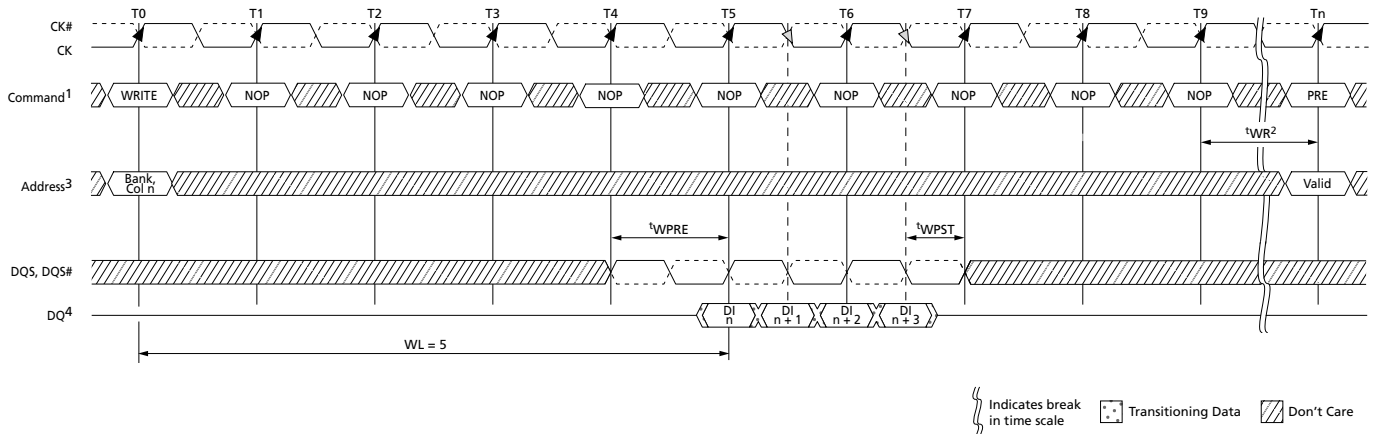 T0 T1 T2 T3 T4 T5 T6 T7 T8 T9 Tn
CK#
CK
Command1 WRITE NOP NOP NOP NOP NOP NOP NOP NOP NOP PRE
tWR2
Address3 Bank, Col n Valid
tWPRE tWPST
DQS, DQS#
DQ4 DI n DI n + 1 DI n + 2 DI n + 3
WL = 5
Indicates break
in time scale
Transitioning Data
Don't Care